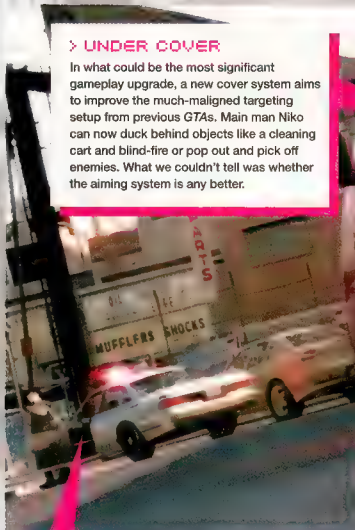 > UNDER COVER
In what could be the most significant
gameplay upgrade, a new cover system aims
to improve the much-maligned targeting
setup from previous GTAs. Main man Niko
can now duck behind objects like a cleaning
cart and blind-fire or pop out and pick off
enemies. What we couldn't tell was whether
the aiming system is any better.
PARTS
OIL
MUFFLERS SHOCKS